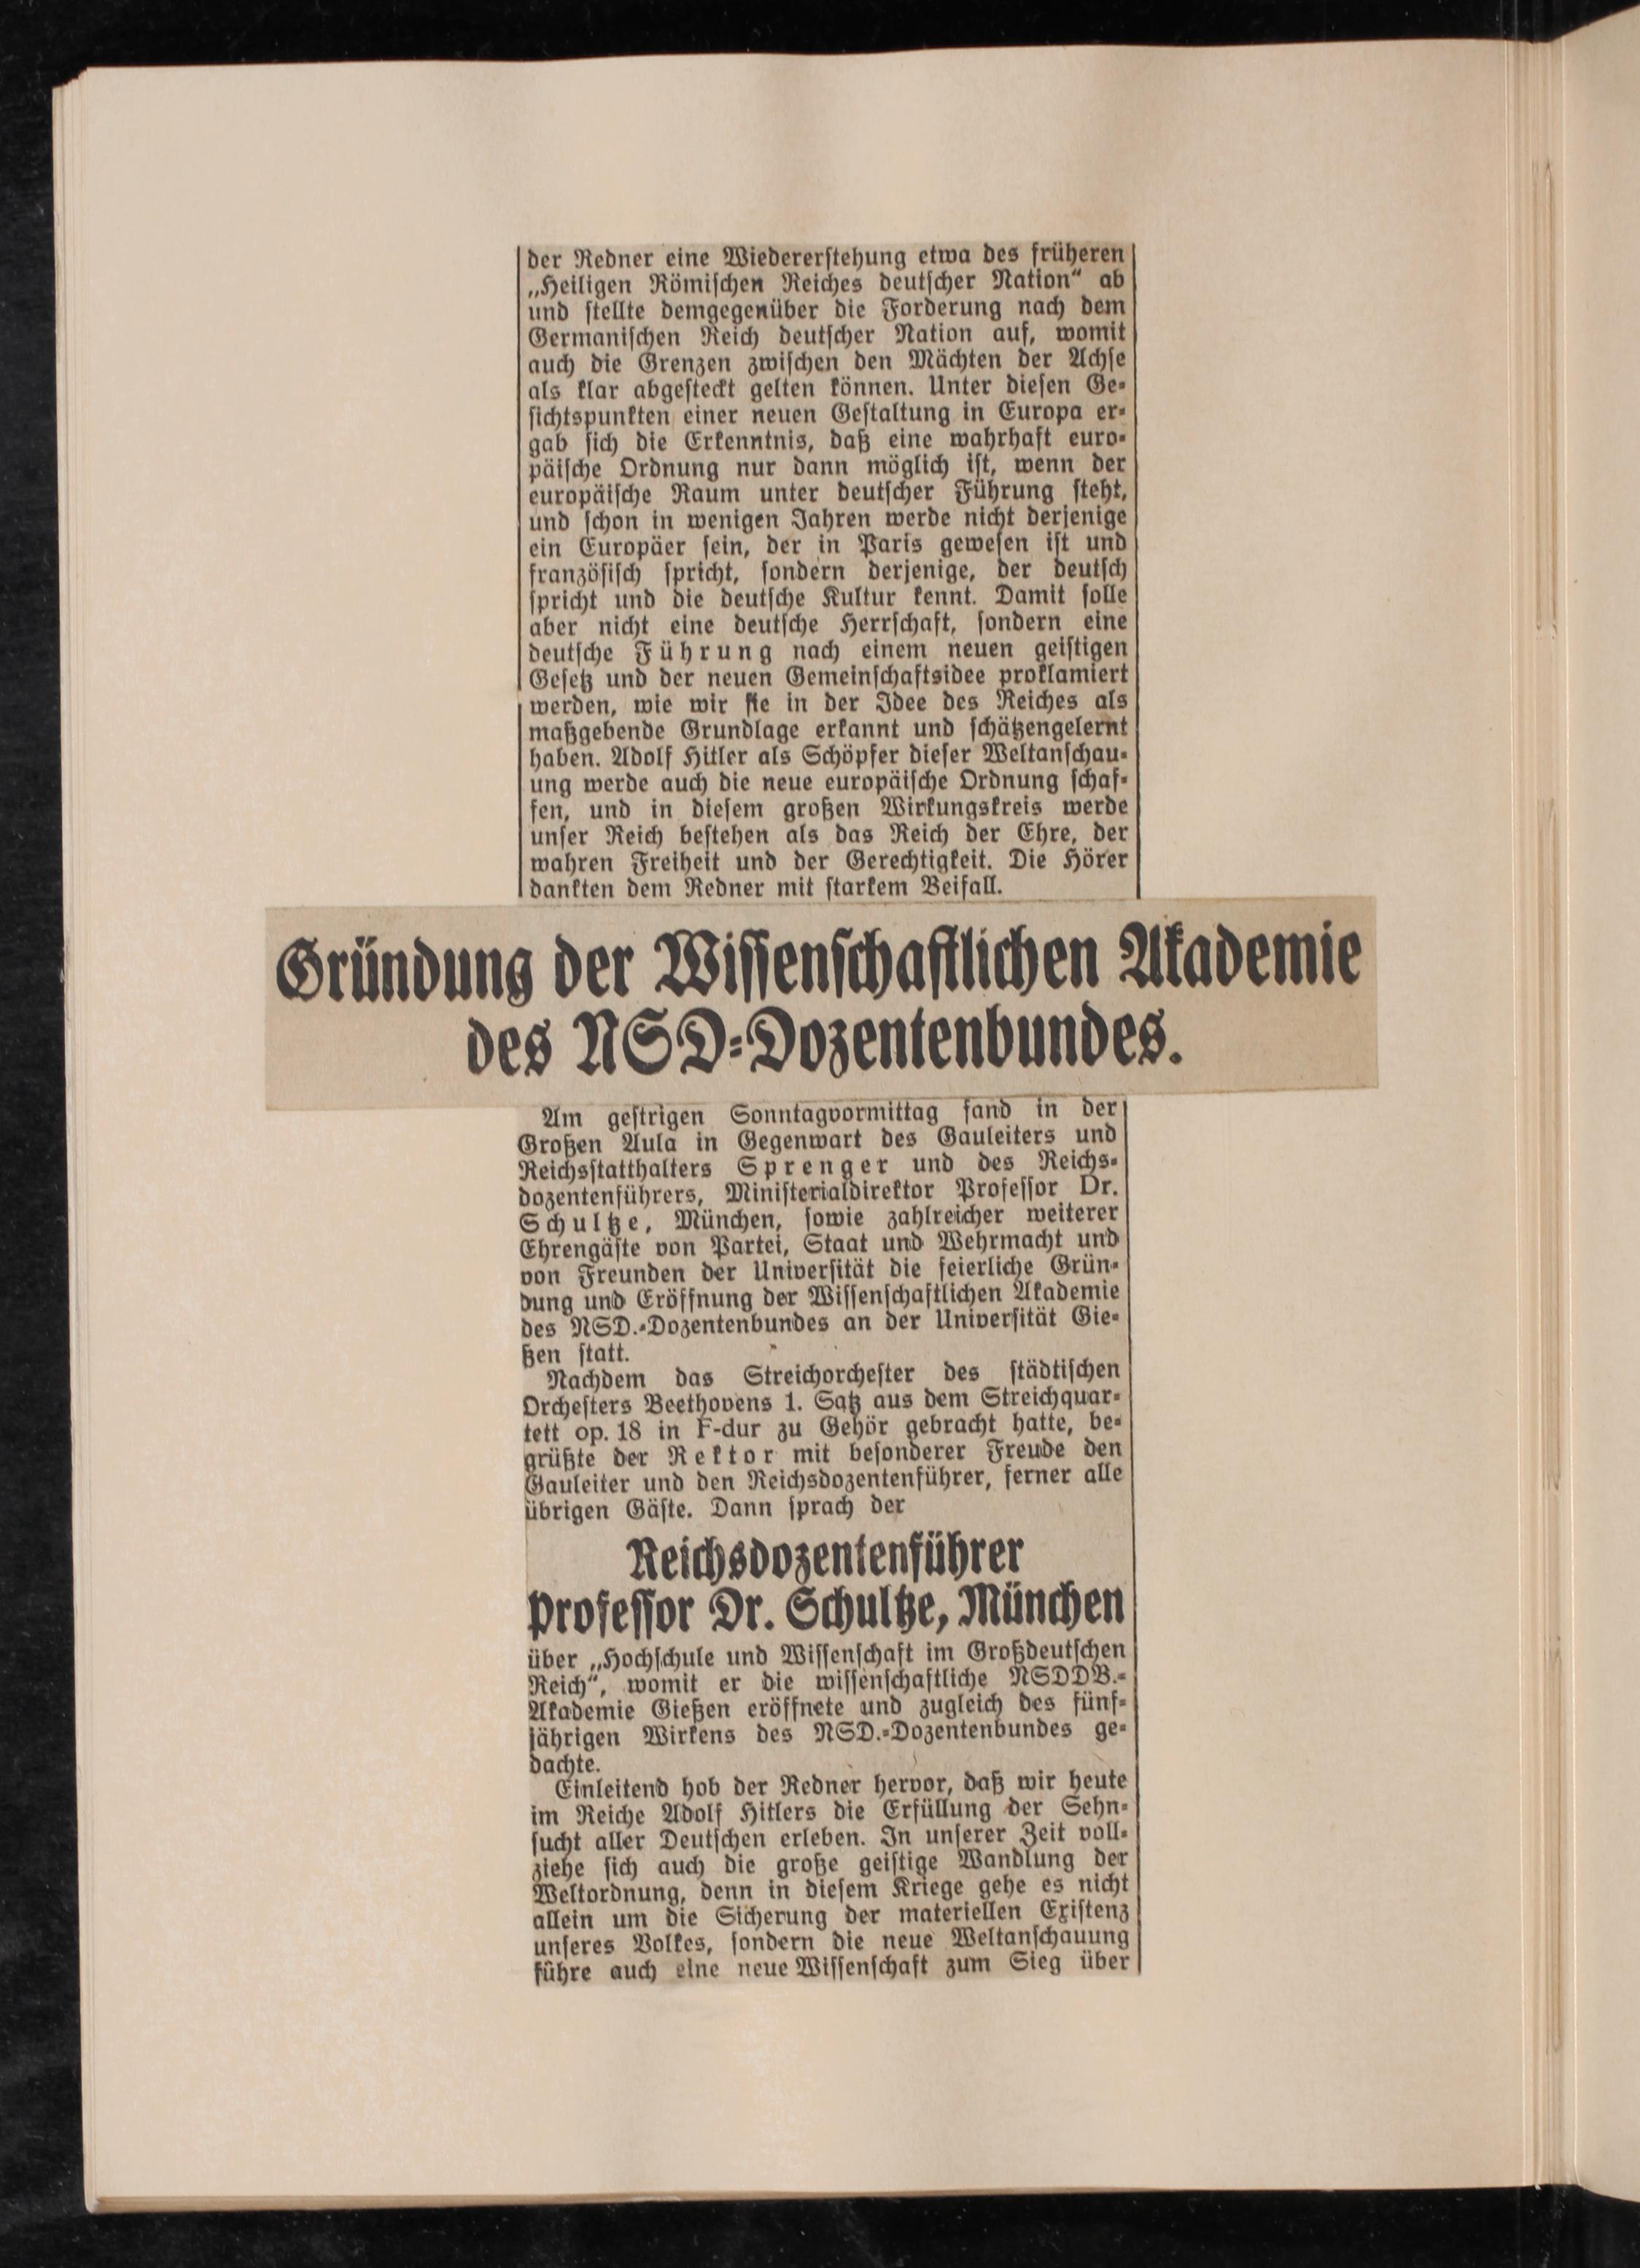 der Redner eine Wiedererstehung etwa des früheren
„Heiligen Römischen Reiches deutscher Nation“ ab
und stellte demgegenüber die Forderung nach dem
Germanischen Reich deutscher Nation auf, womit
auch die Grenzen zwischen den Mächten der Achse
als klar abgesteckt gelten können. Unter diesen Ge-
sichtspunkten einer neuen Gestaltung in Europa er-
gab sich die Erkenntnis, daß eine wahrhaft euro-
päische Ordnung nur dann möglich ist, wenn der
europäische Raum unter deutscher Führung steht,
und schon in wenigen Jahren werde nicht derjenige
ein Europäer sein, der in Paris gewesen ist und
französisch spricht, sondern derjenige, der deutsch
spricht und die deutsche Kultur kennt. Damit solle
aber nicht eine deutsche Herrschaft, sondern eine
deutsche Führung nach einem neuen geistigen
Gesetz und der neuen Gemeinschaftsidee proklamiert
werden, wie wir sie in der Idee des Reiches als
maßgebende Grundlage erkannt und schätzengelernt
haben. Adolf Hitler als Schöpfer dieser Weltanschau-
ung werde auch die neue europäische Ordnung schaf-
fen, und in diesem großen Wirkungskreis werde
unser Reich bestehen als das Reich der Ehre, der
wahren Freiheit und der Gerechtigkeit. Die Hörer
dankten dem Redner mit starkem Beifall.
Gründung der Wissenschaftlichen Akademie
des NSD-Dozentenbundes.
Am gestrigen Sonntagvormittag fand in der
Großen Aula in Gegenwart des Gauleiters und
Reichsstatthalters Sprenger und des Reichs-
dozentenführers, Ministerialdirektor Professor Dr.
Schultze, München, sowie zahlreicher weiterer
Ehrengäste von Partei, Staat und Wehrmacht und
von Freunden der Universität die feierliche Grün-
dung und Eröffnung der Wissenschaftlichen Akademie
des NSD.-Dozentenbundes an der Universität Gie-
ßen statt.
Nachdem das Streichorchester des städtischen
Orchesters Beethovens 1. Satz aus dem Streichquar-
tett op. 18 in F-dur zu Gehör gebracht hatte, be-
grüßte der Rektor mit besonderer Freude den
Gauleiter und den Reichsdozentenführer, ferner alle
übrigen Gäste. Dann sprach der
Reichsdozentenführer
Professor Dr. Schultze, München
über „Hochschule und Wissenschaft im Großdeutschen
Reich“, womit er die wissenschaftliche NSDDB.-
Akademie Gießen eröffnete und zugleich des fünf-
jährigen Wirkens des NSD.-Dozentenbundes ge-
dachte.
Einleitend hob der Redner hervor, daß wir heute
im Reiche Adolf Hitlers die Erfüllung der Sehn-
sucht aller Deutschen erleben. In unserer Zeit voll-
ziehe sich auch die große geistige Wandlung der
Weltordnung, denn in diesem Kriege gehe es nicht
allein um die Sicherung der materiellen Existenz
unseres Volkes, sondern die neue Weltanschauung
führe auch eine neue Wissenschaft zum Sieg über